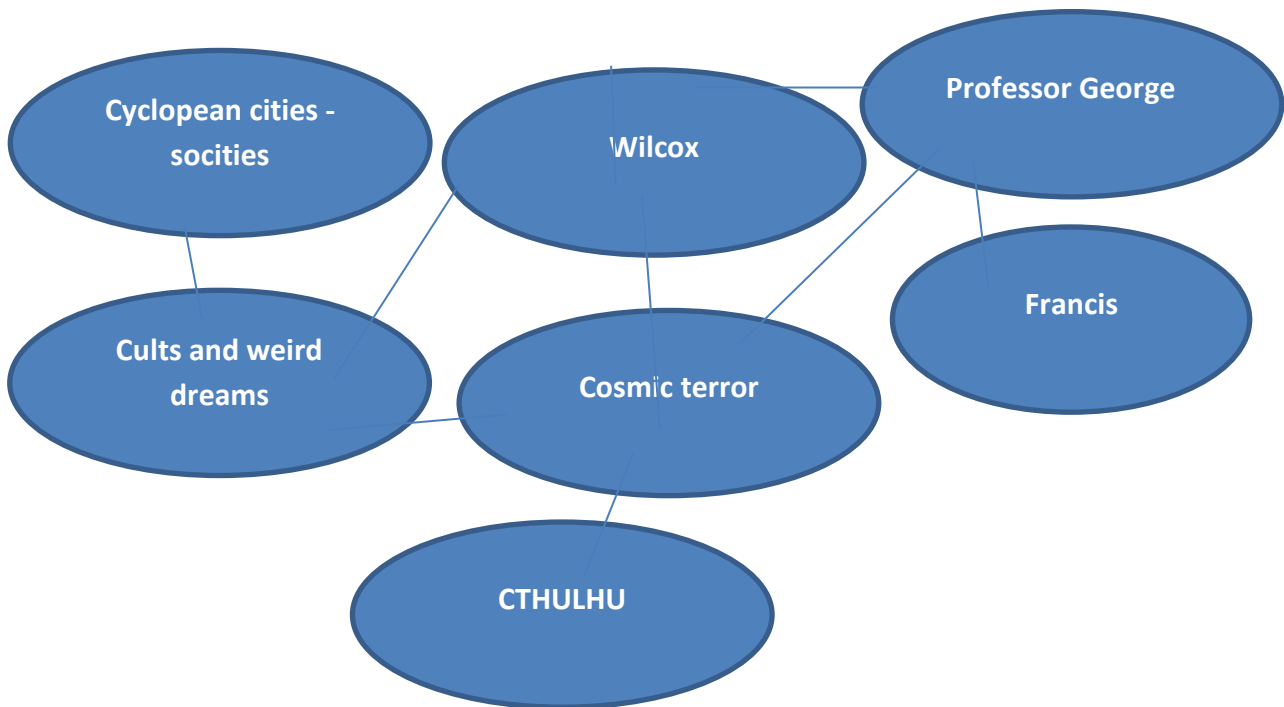 Cyclopean cities -
socities
Wilcox
Professor George
Cults and weird
dreams
Cosmic terror
Francis
CTHULHU